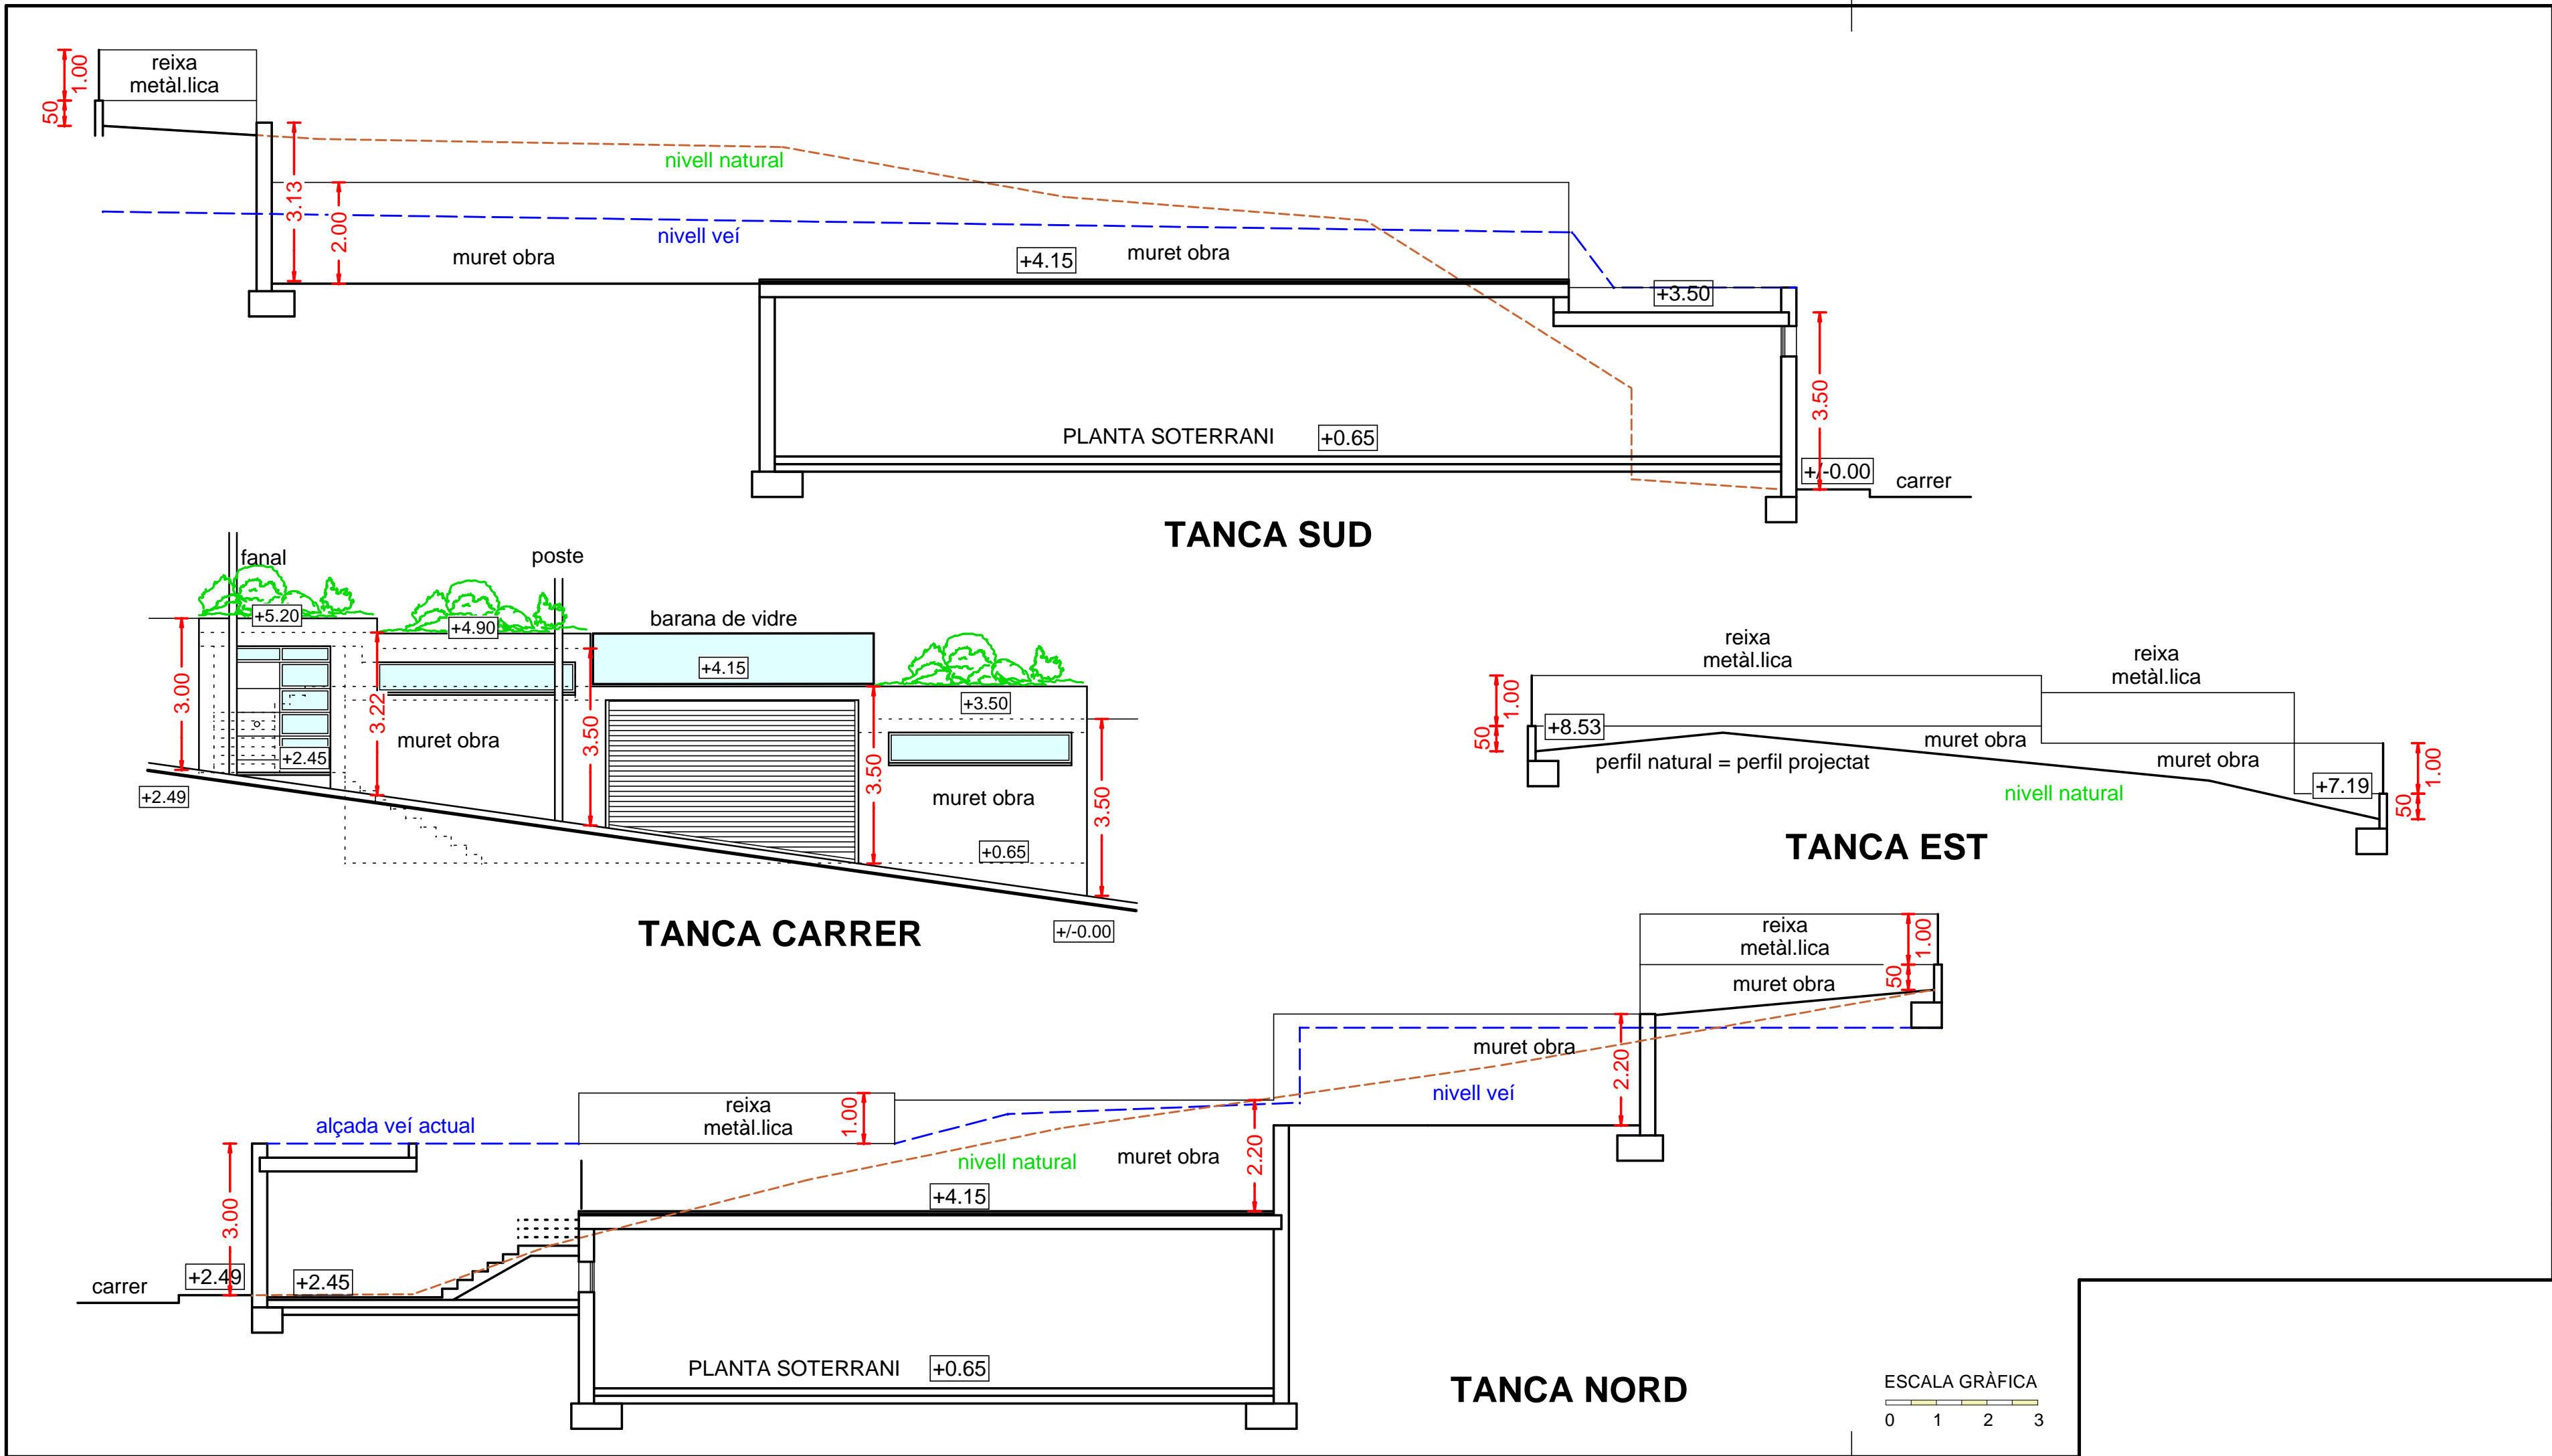 reixa
metàl.lica
1.00
50
3.13
2.00
nivell natural
nivell veí
muret obra
+4.15
muret obra
+3.50
3.50
PLANTA SOTERRANI
+0.65
+/-0.00
carrer
TANCA SUD
fanal
poste
barana de vidre
+5.20
+4.90
+4.15
+3.50
3.00
3.22
3.50
3.50
3.50
muret obra
muret obra
+2.45
+2.49
+0.65
+/-0.00
TANCA CARRER
reixa
metàl.lica
reixa
metàl.lica
1.00
50
+8.53
muret obra
perfil natural = perfil projectat
muret obra
nivell natural
+7.19
1.00
50
TANCA EST
reixa
metàl.lica
1.00
50
muret obra
muret obra
2.20
nivell veí
reixa
metàl.lica
1.00
alçada veí actual
nivell natural
muret obra
2.20
+4.15
3.00
carrer
+2.49
+2.45
PLANTA SOTERRANI
+0.65
TANCA NORD
ESCALA GRÀFICA
0 1 2 3